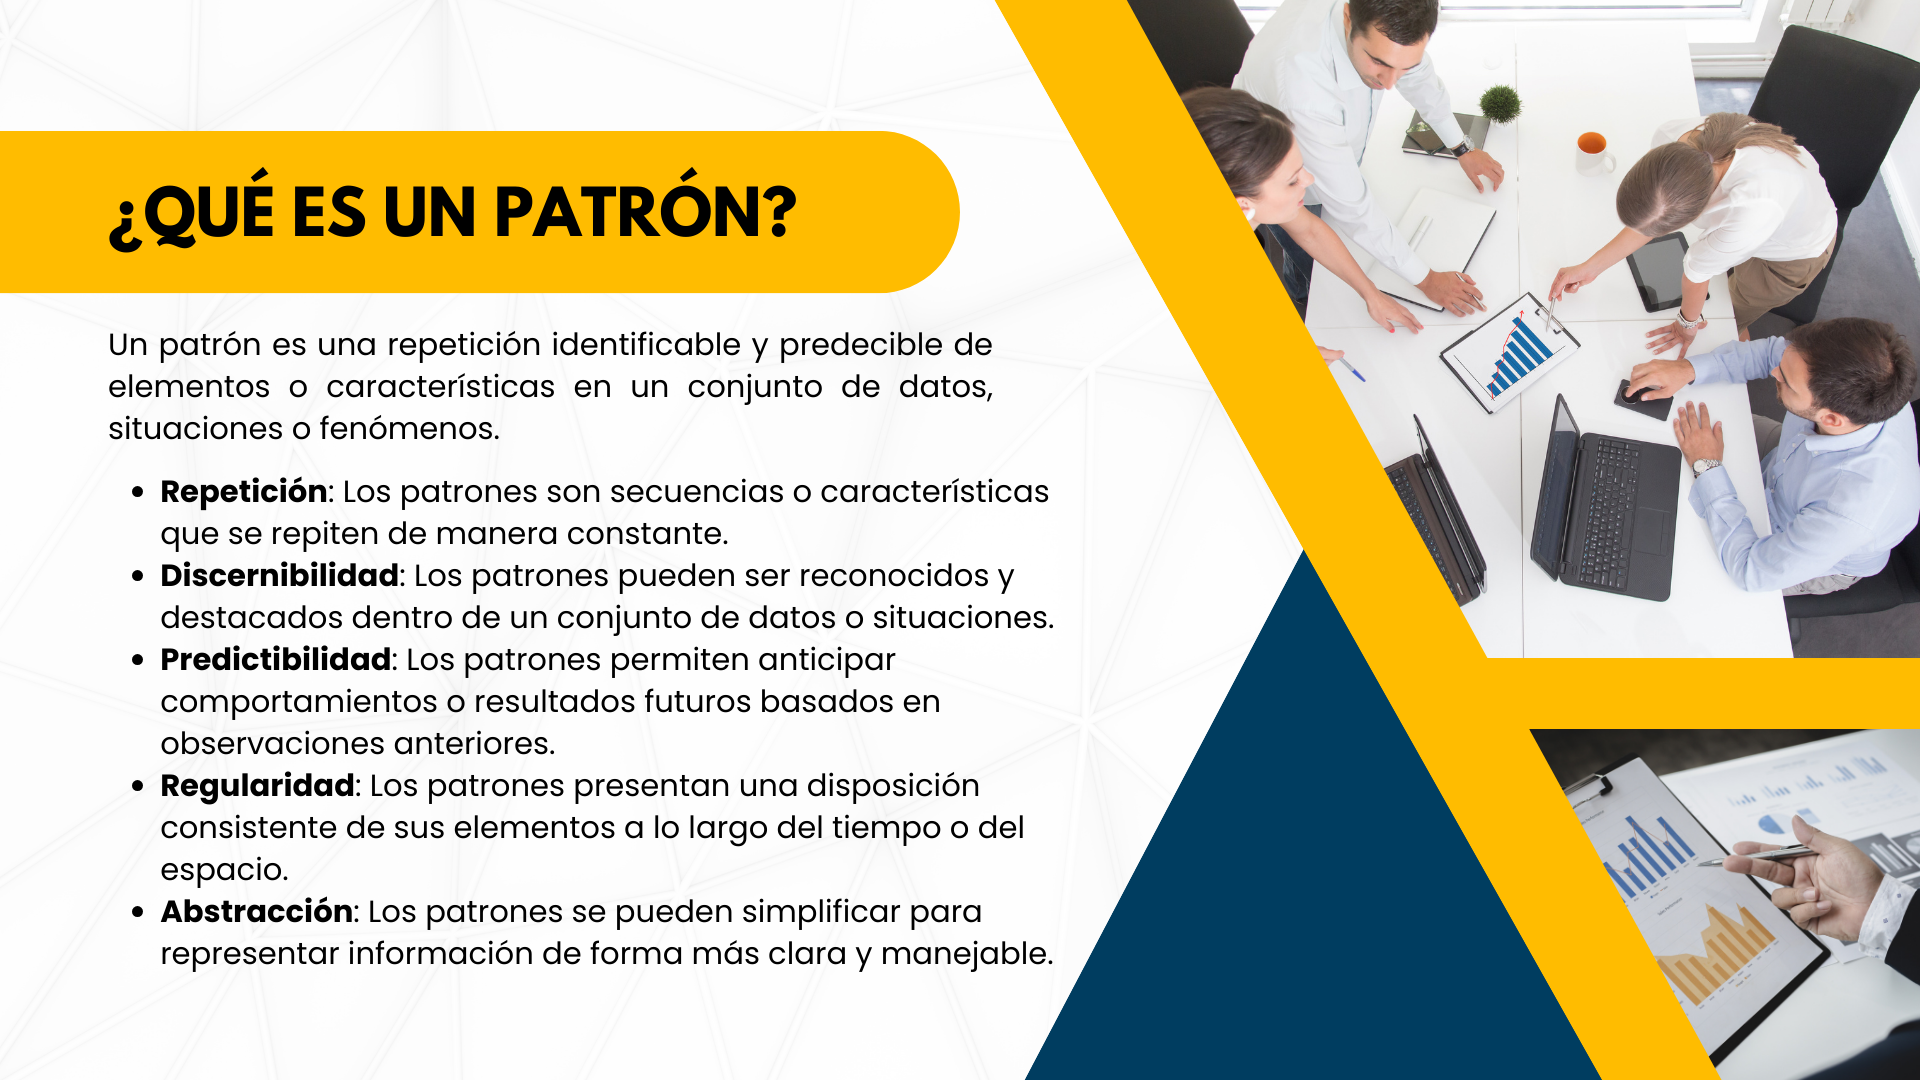 ¿QUÉ ES UN PATRÓN?
Un patrón es una repetición identificable y predecible de
elementos o características en un conjunto de datos,
situaciones o fenómenos.
• Repetición: Los patrones son secuencias o características
que se repiten de manera constante.
• Discernibilidad: Los patrones pueden ser reconocidos y
destacados dentro de un conjunto de datos o situaciones.
• Predictibilidad: Los patrones permiten anticipar
comportamientos o resultados futuros basados en
observaciones anteriores.
• Regularidad: Los patrones presentan una disposición
consistente de sus elementos a lo largo del tiempo o del
espacio.
• Abstracción: Los patrones se pueden simplificar para
representar información de forma más clara y manejable.